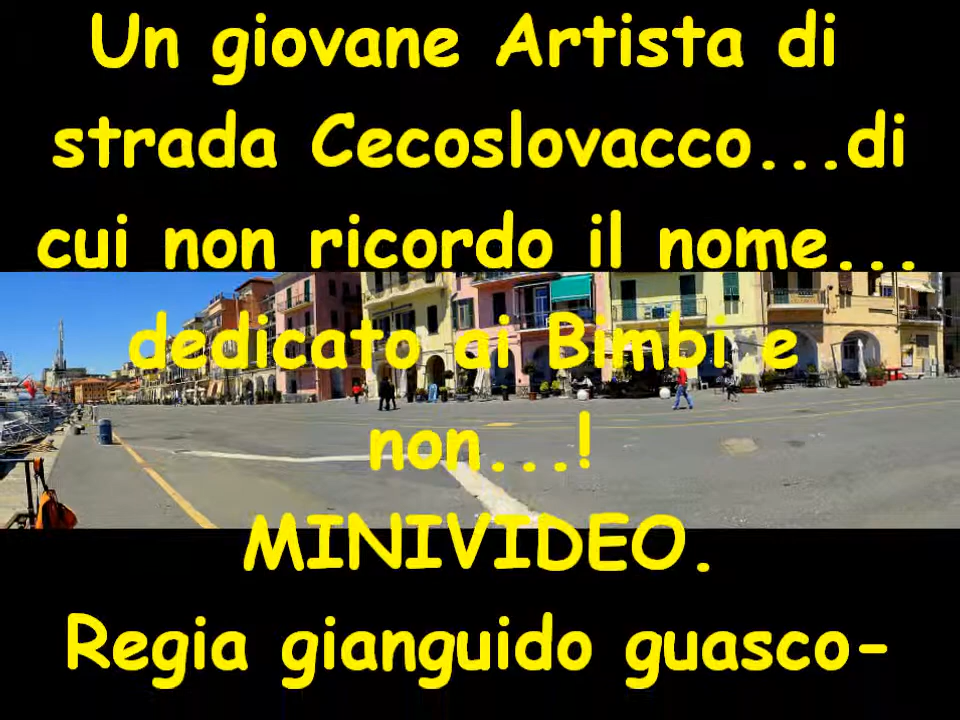 Un giovane Artista di
strada Cecoslovacco...di
cui non ricordo il nome...
dedicato ai Bimbi e
non...!
MINIVIDEO.
Regia gianguido guasco-